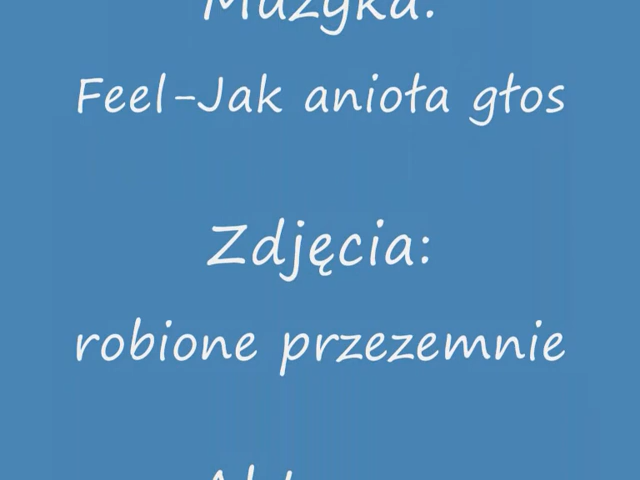 Muzyka:
Feel-Jak anioła głos
Zdjęcia:
robione przezemnie